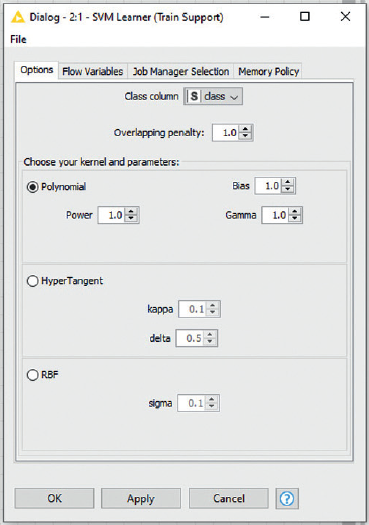 Dialog - 2:1 - SVM Learner (Train Support)
File
Options Flow Variables Job Manager Selection Memory Policy
Class column S class
Overlapping penalty: 1.0
Choose your kernel and parameters:
Polynomial Bias 1.0
Power 1.0 Gamma 1.0
HyperTangent
kappa 0.1
delta 0.5
RBF
sigma 0.1
OK Apply Cancel ?